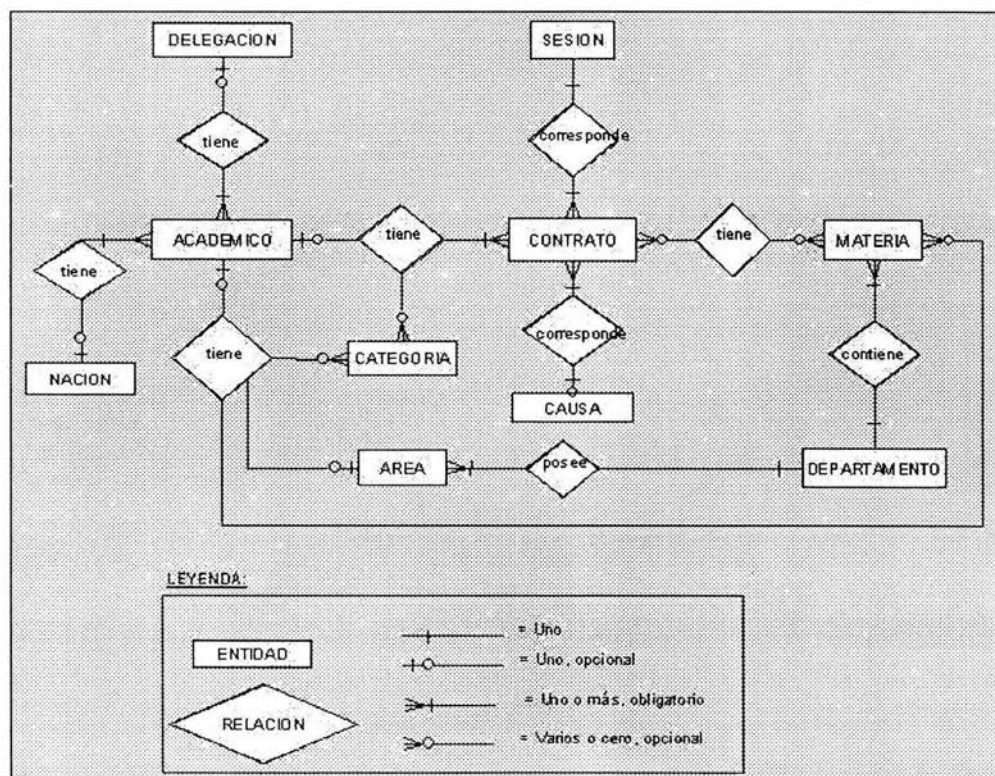 DELEGACION
SESION
tiene
corresponde
ACADEMICO
tiene
CONTRATO
tiene
MATERIA
tiene
tiene
CATEGORIA
corresponde
contiene
NACION
CAUSA
AREA
posee
DEPARTAMENTO
LEYENDA:
ENTIDAD
RELACION
= Uno
= Uno, opcional
= Uno o más, obligatorio
= Varios o cero, opcional